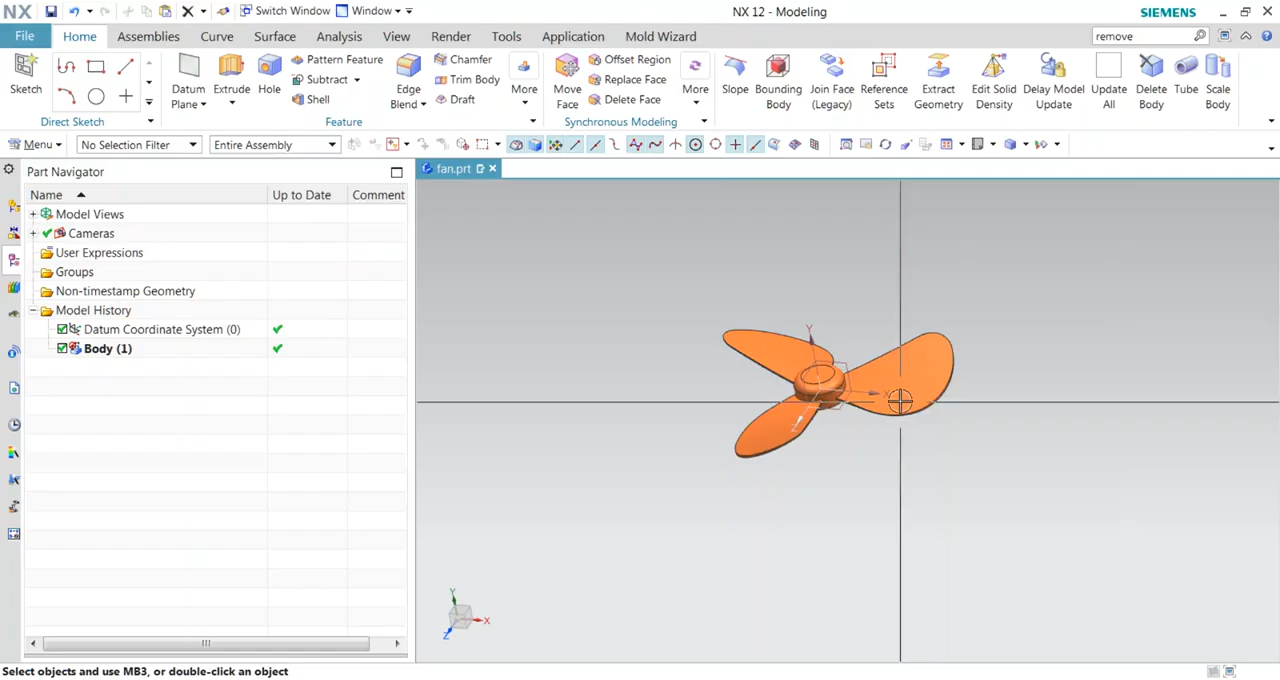 NX Switch Window Window NX 12 - Modeling SIEMENS
File Home Assemblies Curve Surface Analysis View Render Tools Application Mold Wizard remove
Sketch Direct Sketch
Datum Plane Extrude Hole Pattern Feature Subtract Shell Edge Blend Chamfer Trim Body Draft More Feature
Move Face Offset Region Replace Face Delete Face More Synchronous Modeling
Slope Bounding Body Join Face (Legacy) Reference Sets Extract Geometry Edit Solid Density Delay Model Update Update All Delete Body Tube Scale Body
Menu No Selection Filter Entire Assembly
Part Navigator fan.prt
Name Up to Date Comment
Model Views
Cameras
User Expressions
Groups
Non-timestamp Geometry
Model History
Datum Coordinate System (0)
Body (1)
Y
X
Z
Y
X
Z
Select objects and use MB3, or double-click an object